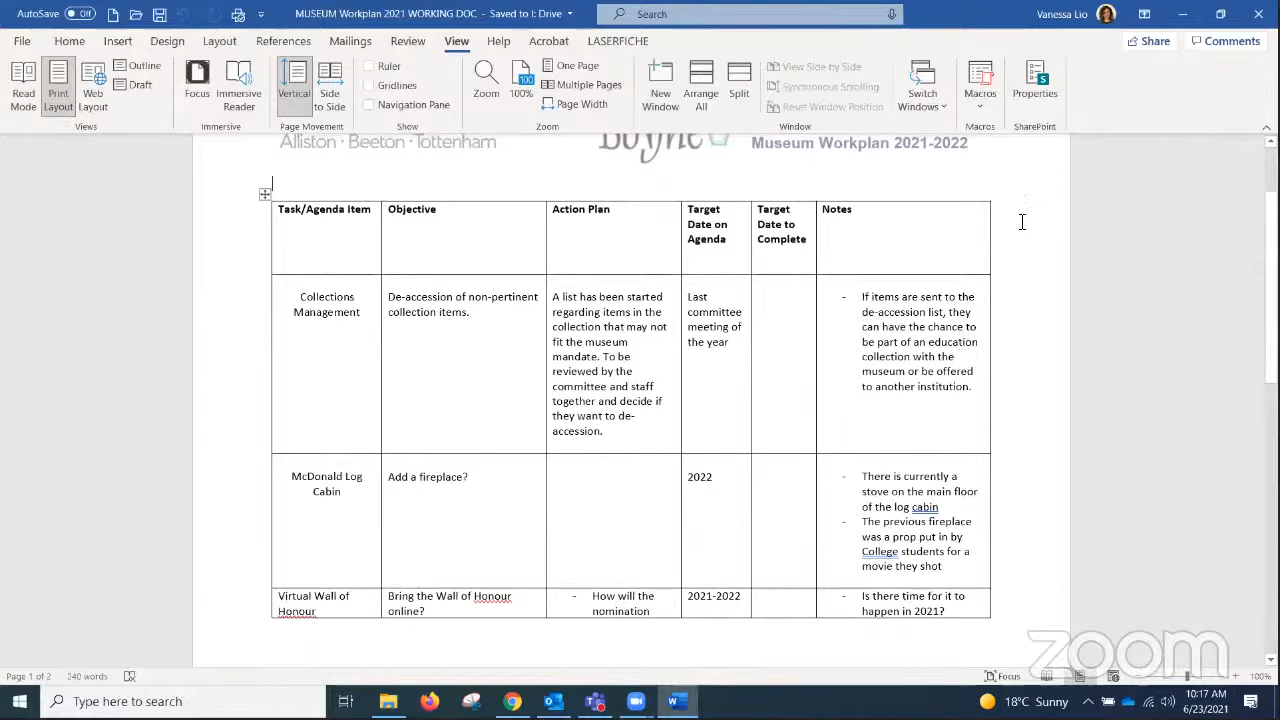 AutoSave Off MUSEUM Workplan 2021 WORKING DOC - Saved to I: Drive Search Vanessa Lio
File Home Insert Design Layout References Mailings Review View Help Acrobat LASERFICHE Share Comments
Read Mode
Print Layout
Web Layout
Outline
Draft
Views
Focus
Immersive Reader
Immersive
Vertical
Side to Side
Page Movement
Ruler
Gridlines
Navigation Pane
Show
Zoom
100
100%
One Page
Multiple Pages
Page Width
Zoom
New Window
Arrange All
Split
View Side by Side
Synchronous Scrolling
Reset Window Position
Window
Switch Windows
Macros
Macros
Properties
SharePoint
Alliston · Beeton · Tottenham
Boyne
Museum Workplan 2021-2022
Task/Agenda Item
Objective
Action Plan
Target
Date on
Agenda
Target
Date to
Complete
Notes
Collections
Management
De-accession of non-pertinent
collection items.
A list has been started
regarding items in the
collection that may not
fit the museum
mandate. To be
reviewed by the
committee and staff
together and decide if
they want to de-
accession.
Last
committee
meeting of
the year
- If items are sent to the
de-accession list, they
can have the chance to
be part of an education
collection with the
museum or be offered
to another institution.
McDonald Log
Cabin
Add a fireplace?
2022
- There is currently a
stove on the main floor
of the log cabin
- The previous fireplace
was a prop put in by
College students for a
movie they shot
Virtual Wall of
Honour
Bring the Wall of Honour
online?
- How will the
nomination
2021-2022
- Is there time for it to
happen in 2021?
zoom
Page 1 of 2 240 words Focus 100%
Type here to search
18°C Sunny
10:17 AM
6/23/2021